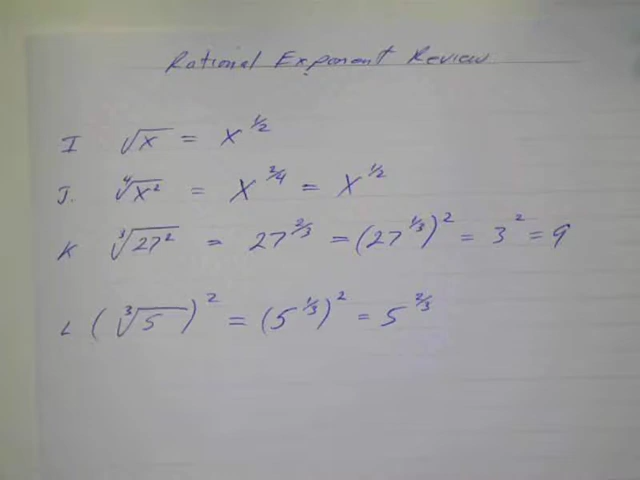 Rational Exponent Review
I √x = x^(1/2)
J. ⁴√x² = x^(2/4) = x^(1/2)
K ³√27² = 27^(2/3) = (27^(1/3))² = 3² = 9
L (³√5)² = (5^(1/3))² = 5^(2/3)